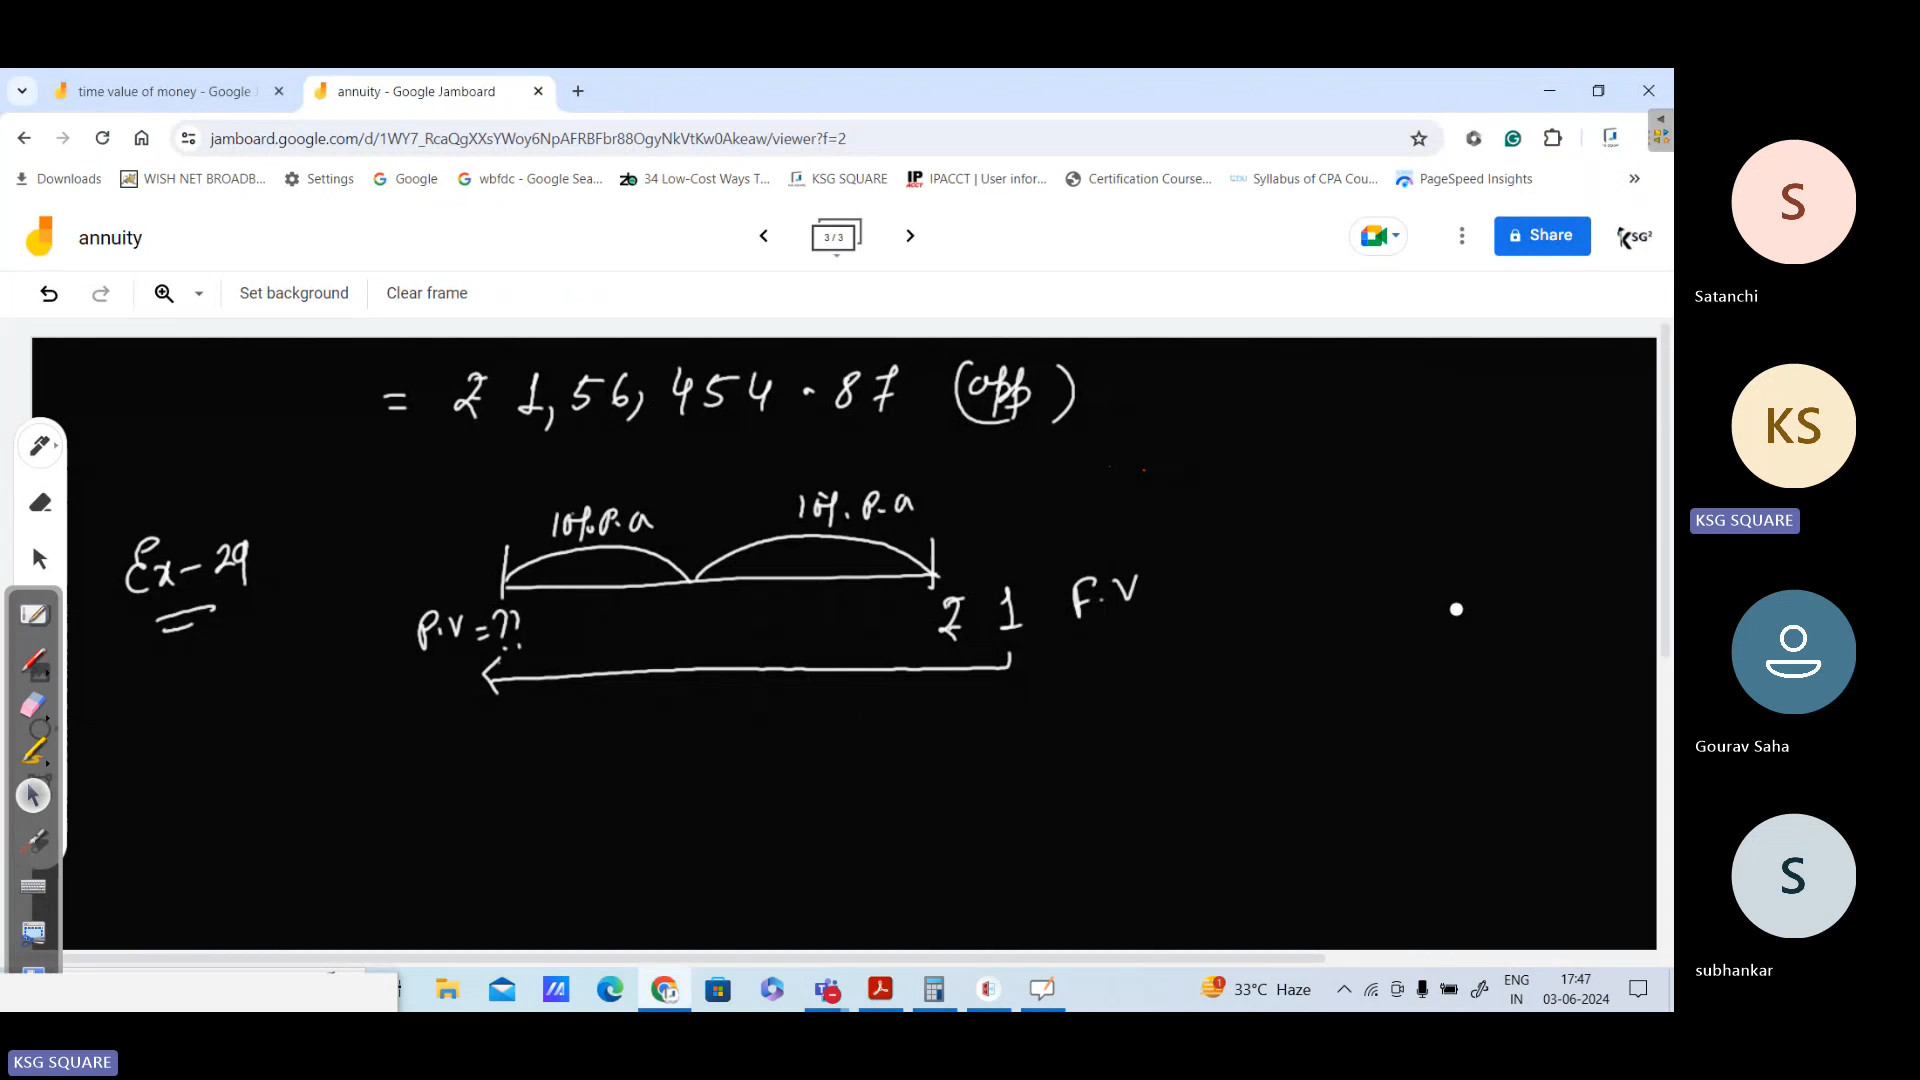 time value of money - Google J
annuity - Google Jamboard
jamboard.google.com/d/1WY7_RcaQgXXsYWoy6NpAFRBFbr88OgyNkVtKw0Akeaw/viewer?f=2
Downloads
WISH NET BROADB...
Settings
Google
wbfdc - Google Sea...
34 Low-Cost Ways T...
KSG SQUARE
IPACCT | User infor...
Certification Course...
Syllabus of CPA Cou...
PageSpeed Insights
annuity
3 / 3
Share
KSG²
Set background
Clear frame
= ₹ 1,56,454.87 (app)
10% P.a
10%. P.a
Ex-29
P.V = ??
₹ 1 F.V
S
Satanchi
KS
KSG SQUARE
Gourav Saha
S
subhankar
33°C Haze
ENG
IN
17:47
03-06-2024
KSG SQUARE